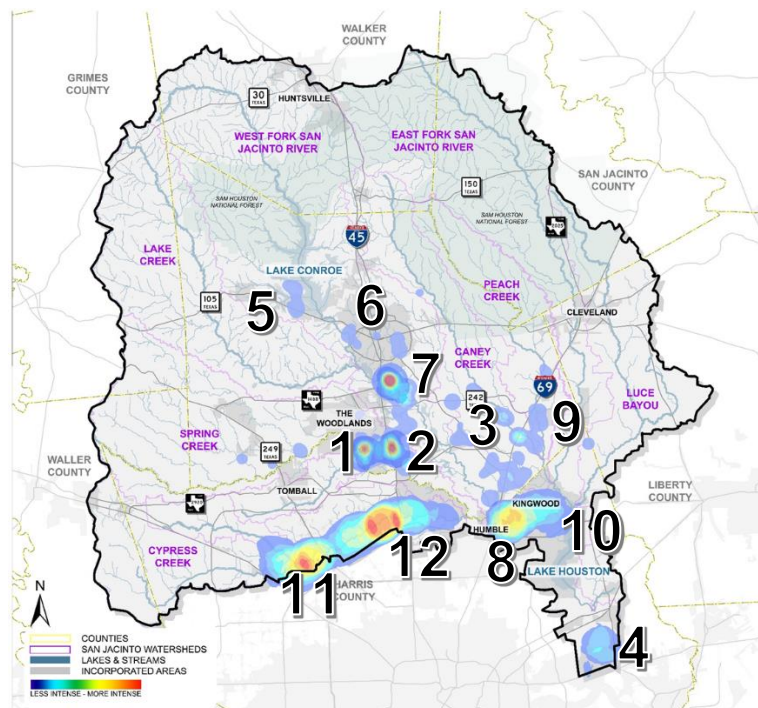 WALKER
COUNTY
GRIMES
COUNTY
30
TEXAS
HUNTSVILLE
WEST FORK SAN
JACINTO RIVER
EAST FORK SAN
JACINTO RIVER
150
TEXAS
SAN JACINTO
COUNTY
SAM HOUSTON
NATIONAL FOREST
SAM HOUSTON
NATIONAL FOREST
45
LAKE
CREEK
LAKE CONROE
PEACH
CREEK
105
TEXAS
5
6
CLEVELAND
CANEY
CREEK
7
69
242
3
9
LUCE
BAYOU
THE
WOODLANDS
SPRING
CREEK
1
2
249
TEXAS
WALLER
COUNTY
TOMBALL
LIBERTY
COUNTY
KINGWOOD
HUMBLE
10
CYPRESS
CREEK
12
8
11
HARRIS
COUNTY
LAKE HOUSTON
4
N
COUNTIES
SAN JACINTO WATERSHEDS
LAKES & STREAMS
INCORPORATED AREAS
LESS INTENSE - MORE INTENSE